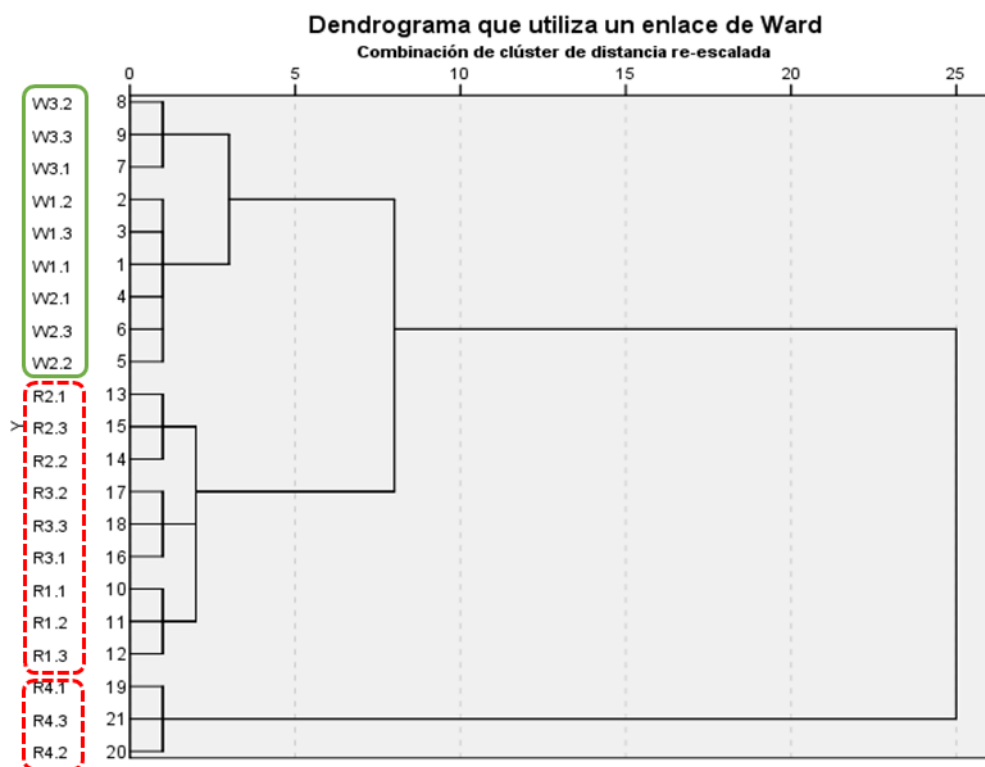 Dendrograma que utiliza un enlace de Ward
Combinación de clúster de distancia re-escalada
0 5 10 15 20 25
W3.2 8
W3.3 9
W3.1 7
W1.2 2
W1.3 3
W1.1 1
W2.1 4
W2.3 6
W2.2 5
R2.1 13
Y R2.3 15
R2.2 14
R3.2 17
R3.3 18
R3.1 16
R1.1 10
R1.2 11
R1.3 12
R4.1 19
R4.3 21
R4.2 20